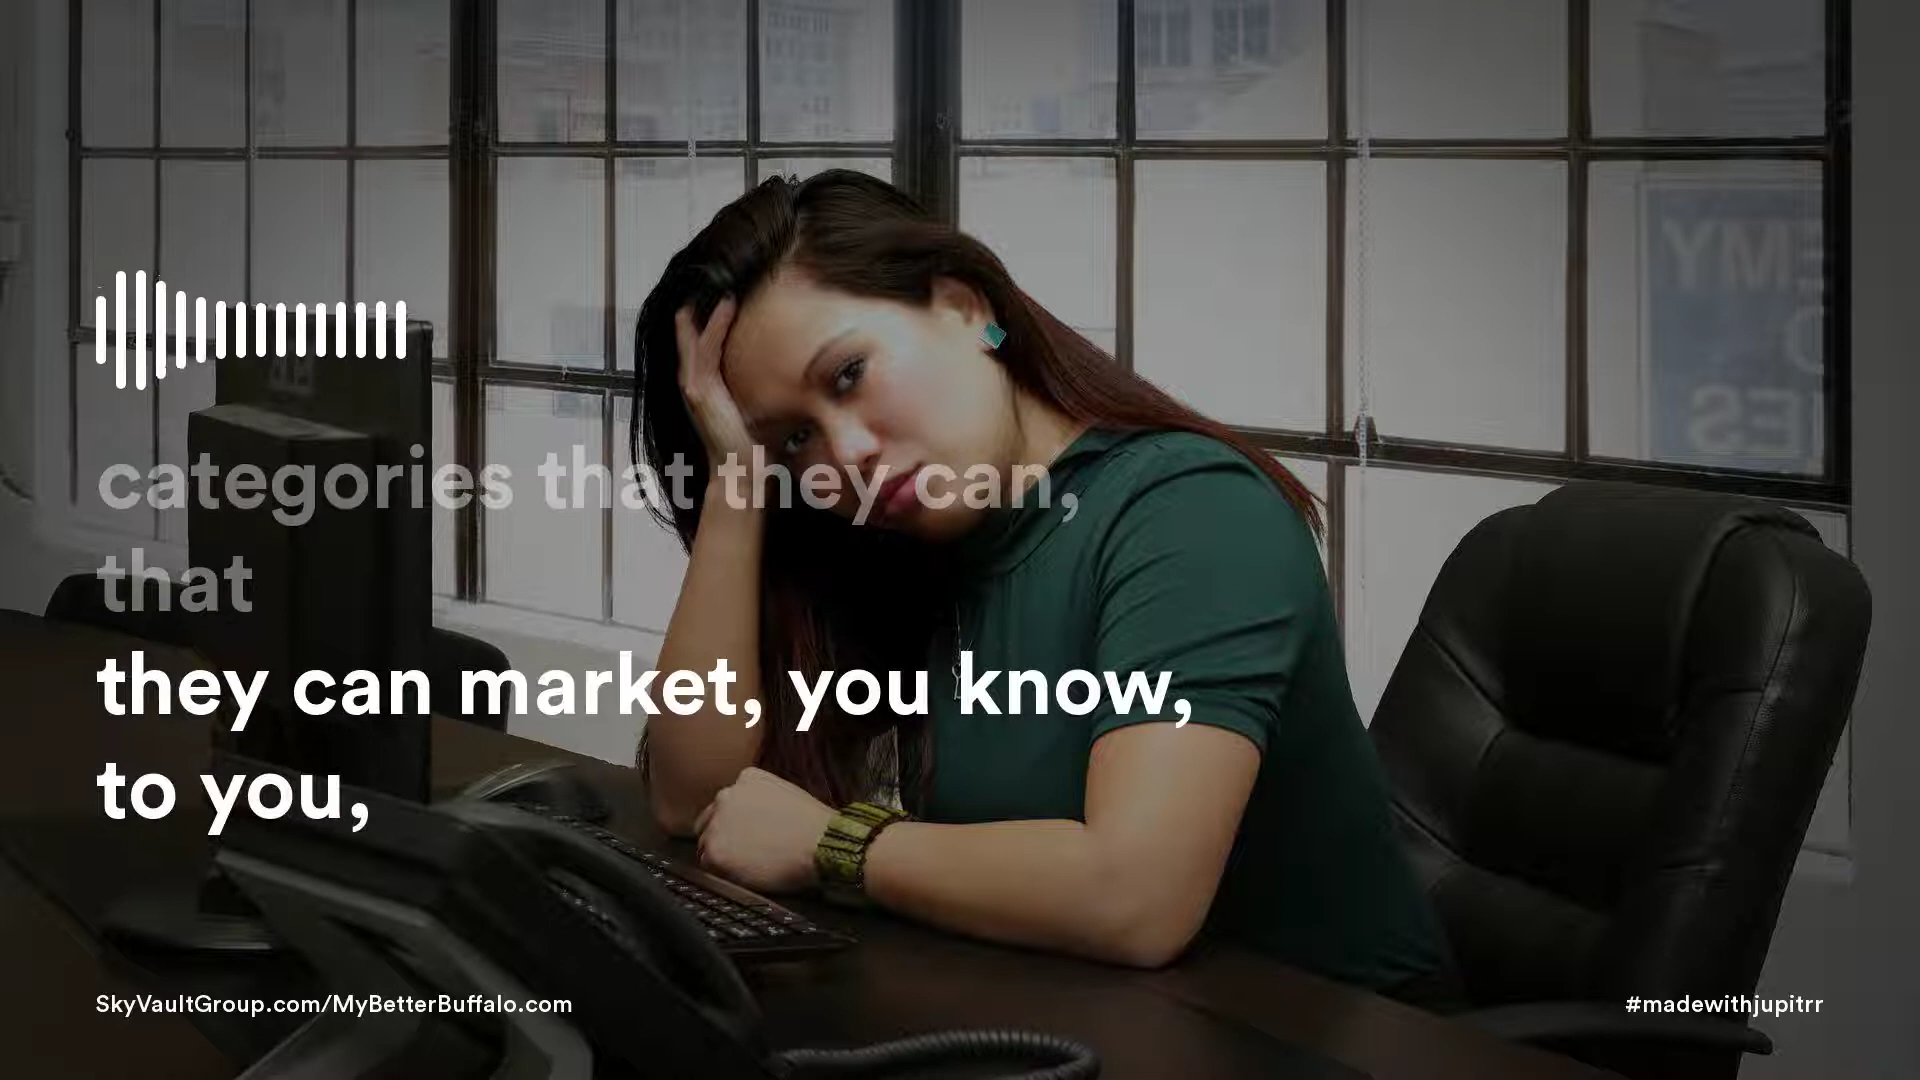 categories that they can,
that
they can market, you know,
to you,
SkyVaultGroup.com/MyBetterBuffalo.com
#madewithjupitrr